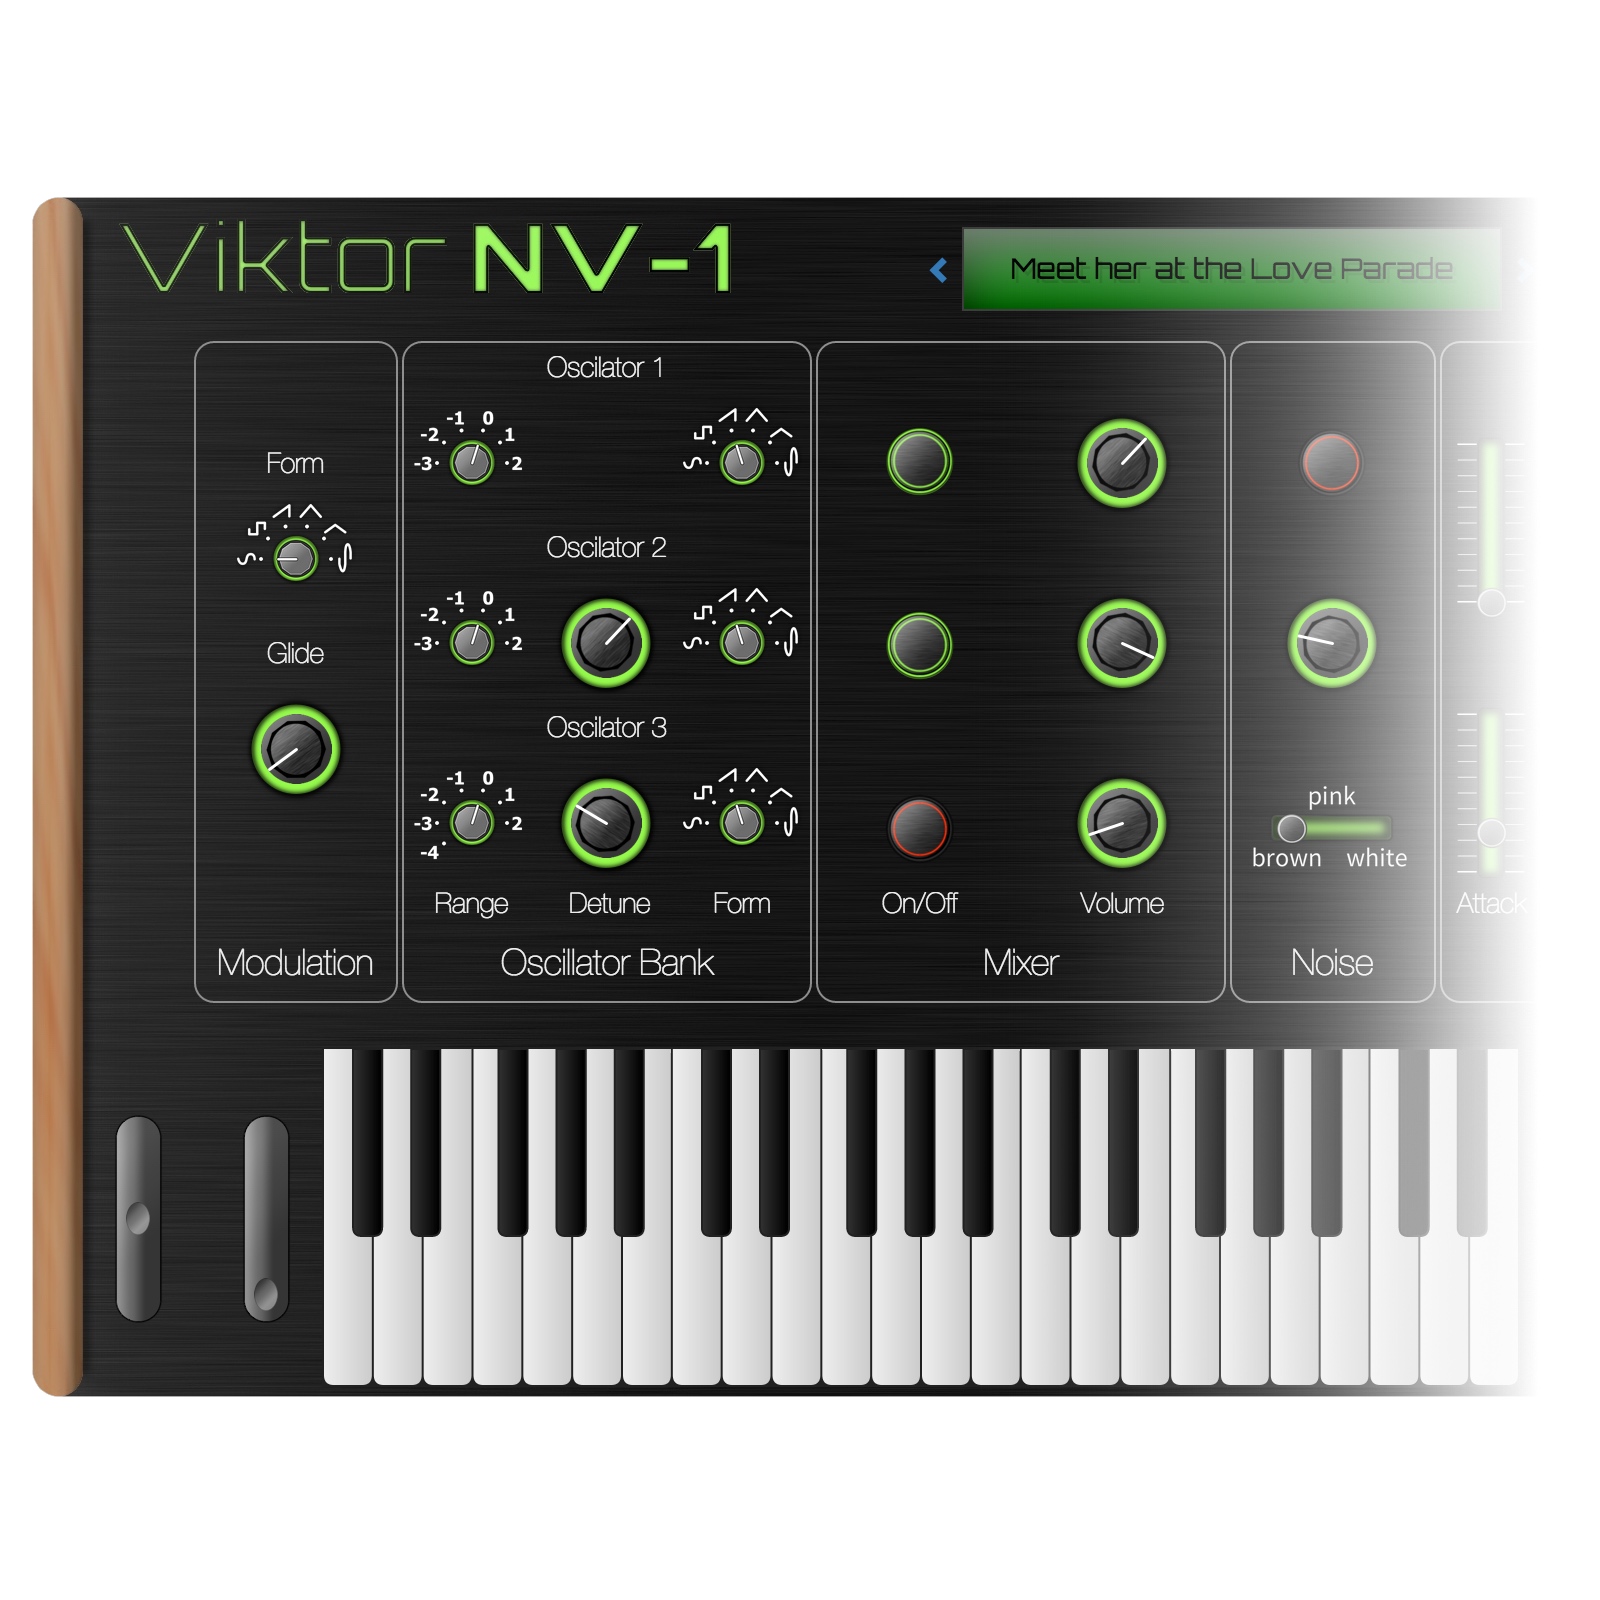 Viktor NV-1
Meet her at the Love Parade
Form
Glide
Modulation
Oscilator 1
-3 -2 -1 0 1 2
Oscilator 2
-3 -2 -1 0 1 2
Oscilator 3
-4 -3 -2 -1 0 1 2
Range Detune Form
Oscillator Bank
On/Off Volume
Mixer
pink
brown white
Noise
Attack